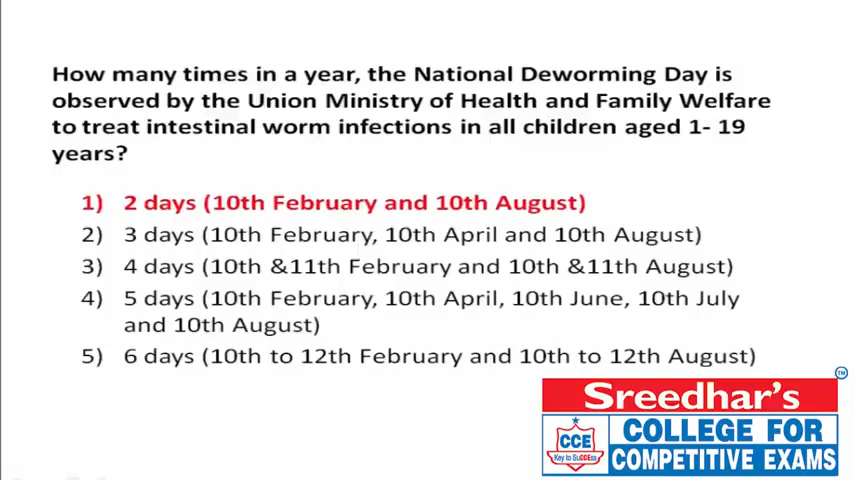 How many times in a year, the National Deworming Day is
observed by the Union Ministry of Health and Family Welfare
to treat intestinal worm infections in all children aged 1- 19
years?
1) 2 days (10th February and 10th August)
2) 3 days (10th February, 10th April and 10th August)
3) 4 days (10th &11th February and 10th &11th August)
4) 5 days (10th February, 10th April, 10th June, 10th July
and 10th August)
5) 6 days (10th to 12th February and 10th to 12th August)
TM
Sreedhar's
CCE
Key to SuCCEss
COLLEGE FOR
COMPETITIVE EXAMS